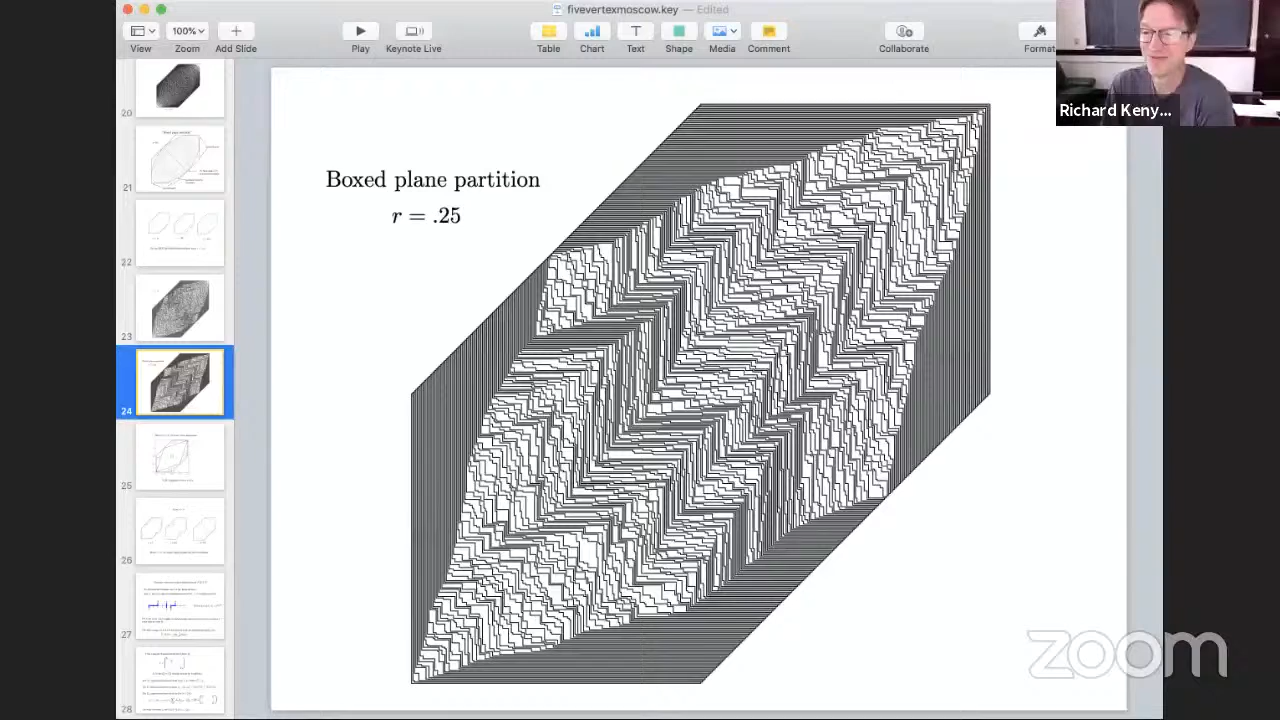 fivevertexmoscow.key — Edited
100%
View
Zoom
Add Slide
Play
Keynote Live
Table
Chart
Text
Shape
Media
Comment
Collaborate
Format
Richard Keny...
20
21
22
23
24
25
26
27
28
Boxed plane partition
r = .25
zoom